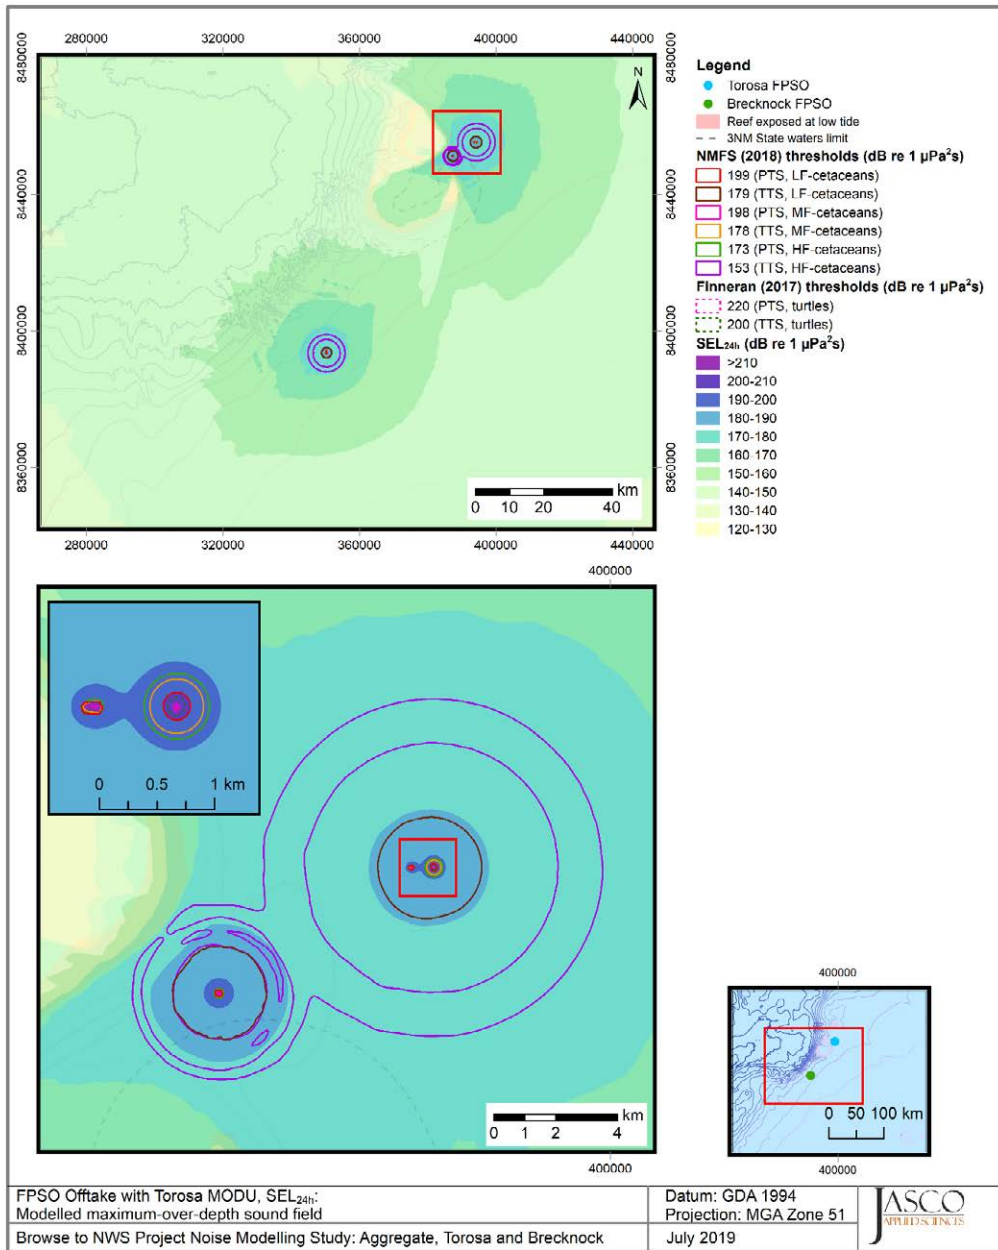 280000 320000 360000 400000 440000
8480000 8480000
8440000 8440000
8400000 8400000
8360000 8360000
N
km
0 10 20 40
280000 320000 360000 400000 440000
Legend
Torosa FPSO
Brecknock FPSO
Reef exposed at low tide
3NM State waters limit
NMFS (2018) thresholds (dB re 1 µPa²s)
199 (PTS, LF-cetaceans)
179 (TTS, LF-cetaceans)
198 (PTS, MF-cetaceans)
178 (TTS, MF-cetaceans)
173 (PTS, HF-cetaceans)
153 (TTS, HF-cetaceans)
Finneran (2017) thresholds (dB re 1 µPa²s)
220 (PTS, turtles)
200 (TTS, turtles)
SEL24h (dB re 1 µPa²s)
>210
200-210
190-200
180-190
170-180
160-170
150-160
140-150
130-140
120-130
400000
0 0.5 1 km
km
0 1 2 4
400000
400000
0 50 100 km
400000
FPSO Offtake with Torosa MODU, SEL24h:
Modelled maximum-over-depth sound field
Browse to NWS Project Noise Modelling Study: Aggregate, Torosa and Brecknock
Datum: GDA 1994
Projection: MGA Zone 51
July 2019
JASCO
APPLIED SCIENCES